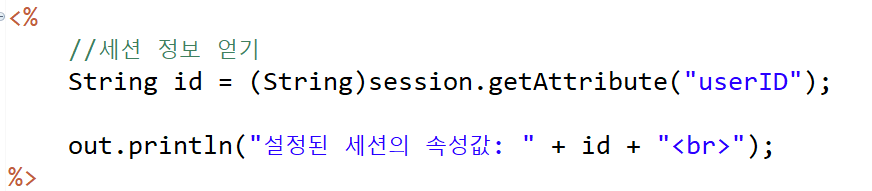 <%
//세션 정보 얻기
String id = (String)session.getAttribute("userID");
out.println("설정된 세션의 속성값: " + id + "<br>");
%>